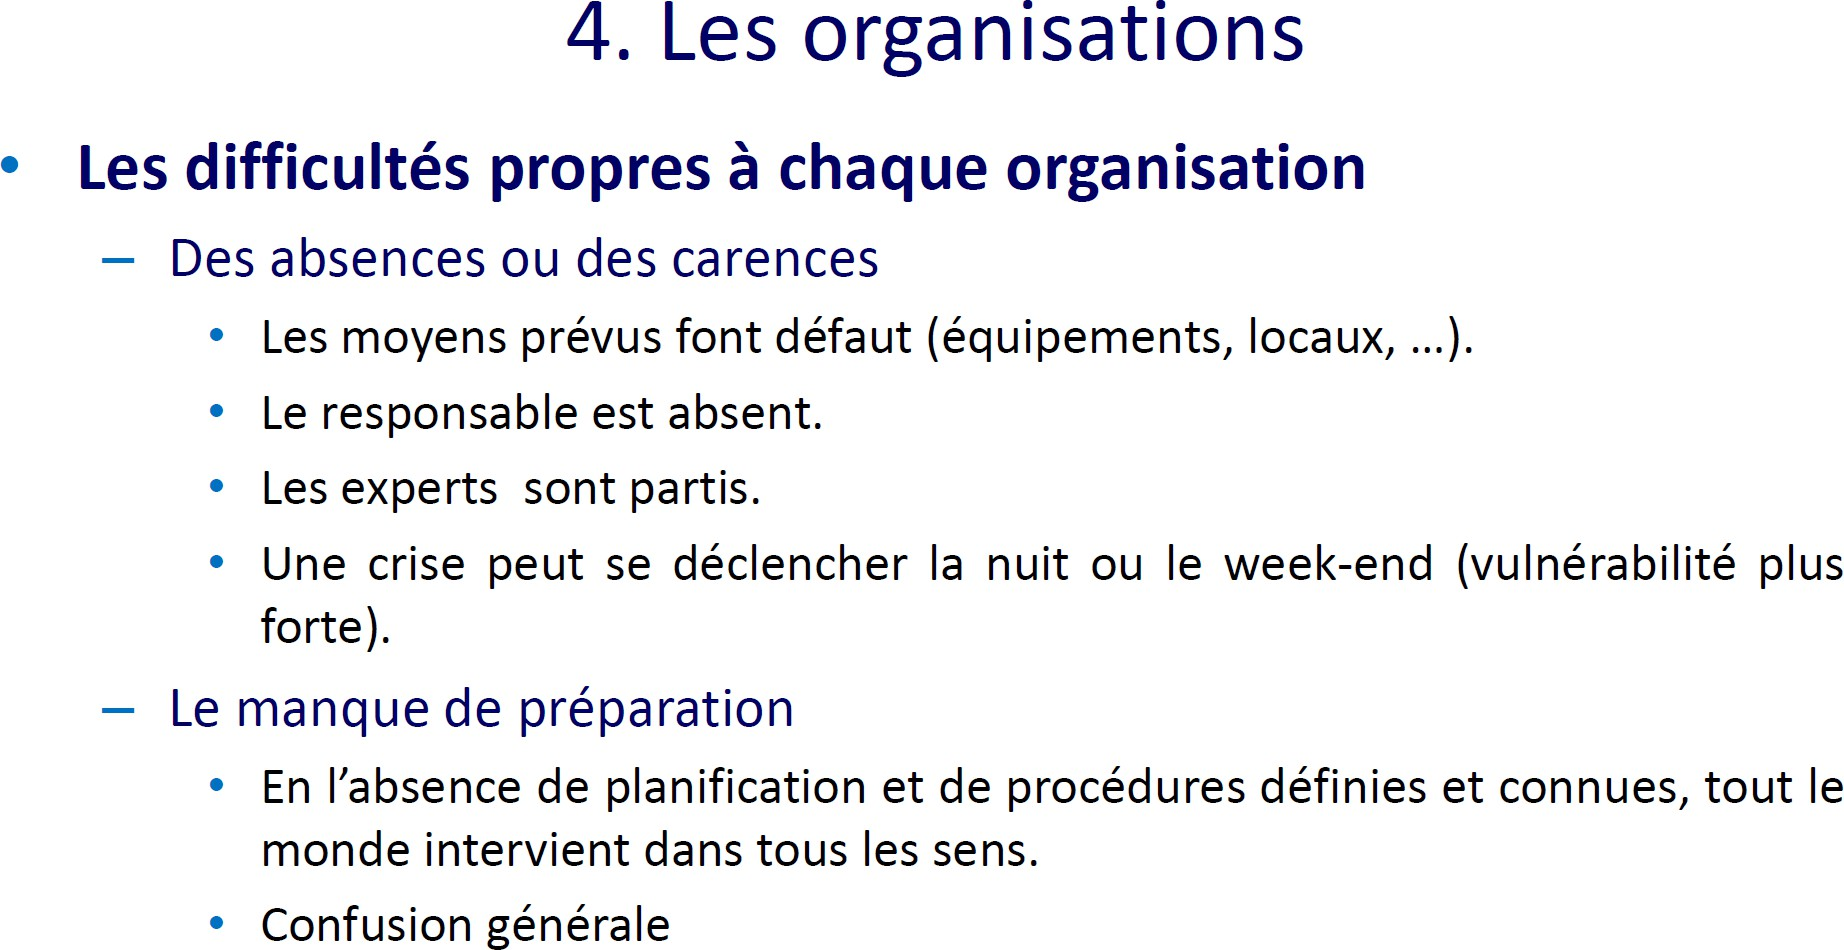 4. Les organisations
• Les difficultés propres à chaque organisation
– Des absences ou des carences
• Les moyens prévus font défaut (équipements, locaux, …).
• Le responsable est absent.
• Les experts  sont partis.
• Une crise peut se déclencher la nuit ou le week-end (vulnérabilité plus
forte).
– Le manque de préparation
• En l’absence de planification et de procédures définies et connues, tout le
monde intervient dans tous les sens.
• Confusion générale